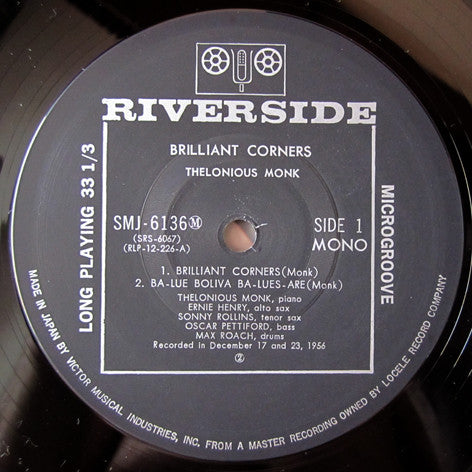 RIVERSIDE
BRILLIANT CORNERS
THELONIOUS MONK
SMJ-6136 Ⓜ
(SRS-6067)
(RLP-12-226-A)
SIDE 1
MONO
1. BRILLIANT CORNERS(Monk)
2. BA-LUE BOLIVA BA-LUES-ARE(Monk)
THELONIOUS MONK, piano
ERNIE HENRY, alto sax
SONNY ROLLINS, tenor sax
OSCAR PETTIFORD, bass
MAX ROACH, drums
Recorded in December 17 and 23, 1956
Ⓟ
LONG PLAYING 33 1/3
MICROGROOVE
MADE IN JAPAN BY VICTOR MUSICAL INDUSTRIES, INC. FROM A MASTER RECORDING OWNED BY LOCELE RECORD COMPANY